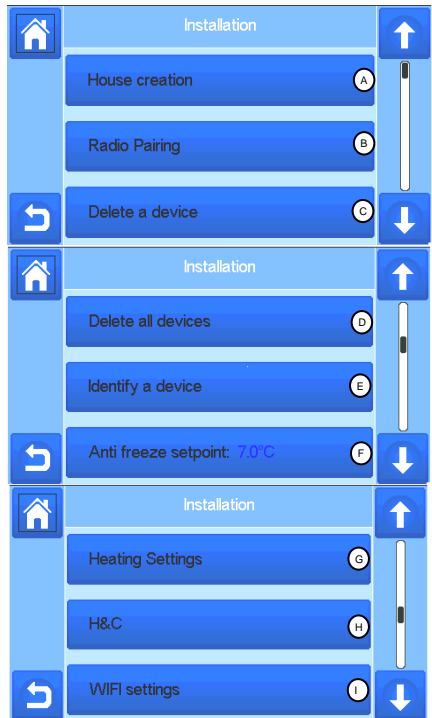 Installation
House creation A
Radio Pairing B
Delete a device C
Installation
Delete all devices D
Identify a device E
Anti freeze setpoint: 7.0°C F
Installation
Heating Settings G
H&C H
WIFI settings I